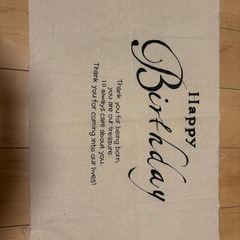 Happy
Birthday
Thank you for being born.
you are our treasure.
I'll always care about you.
Thank you for coming into our lives!